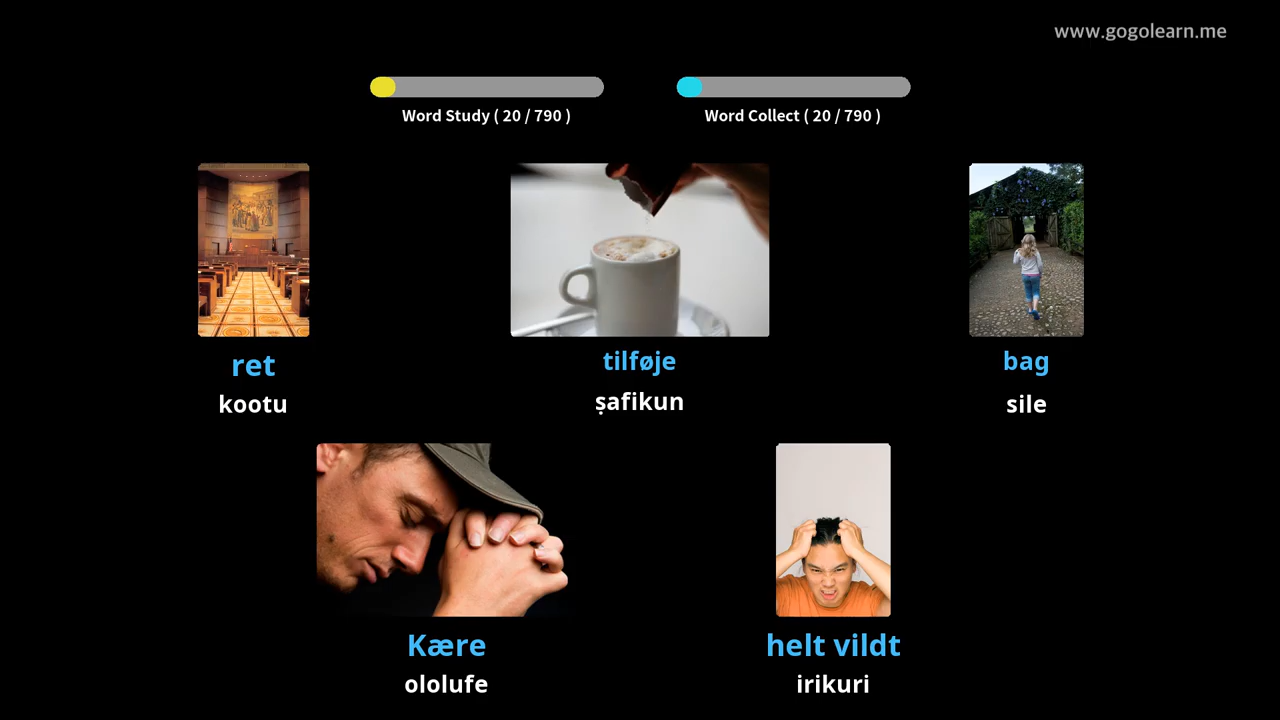 www.gogolearn.me
Word Study ( 20 / 790 )
Word Collect ( 20 / 790 )
ret
kootu
tilføje
ṣafikun
bag
sile
Kære
ololufe
helt vildt
irikuri